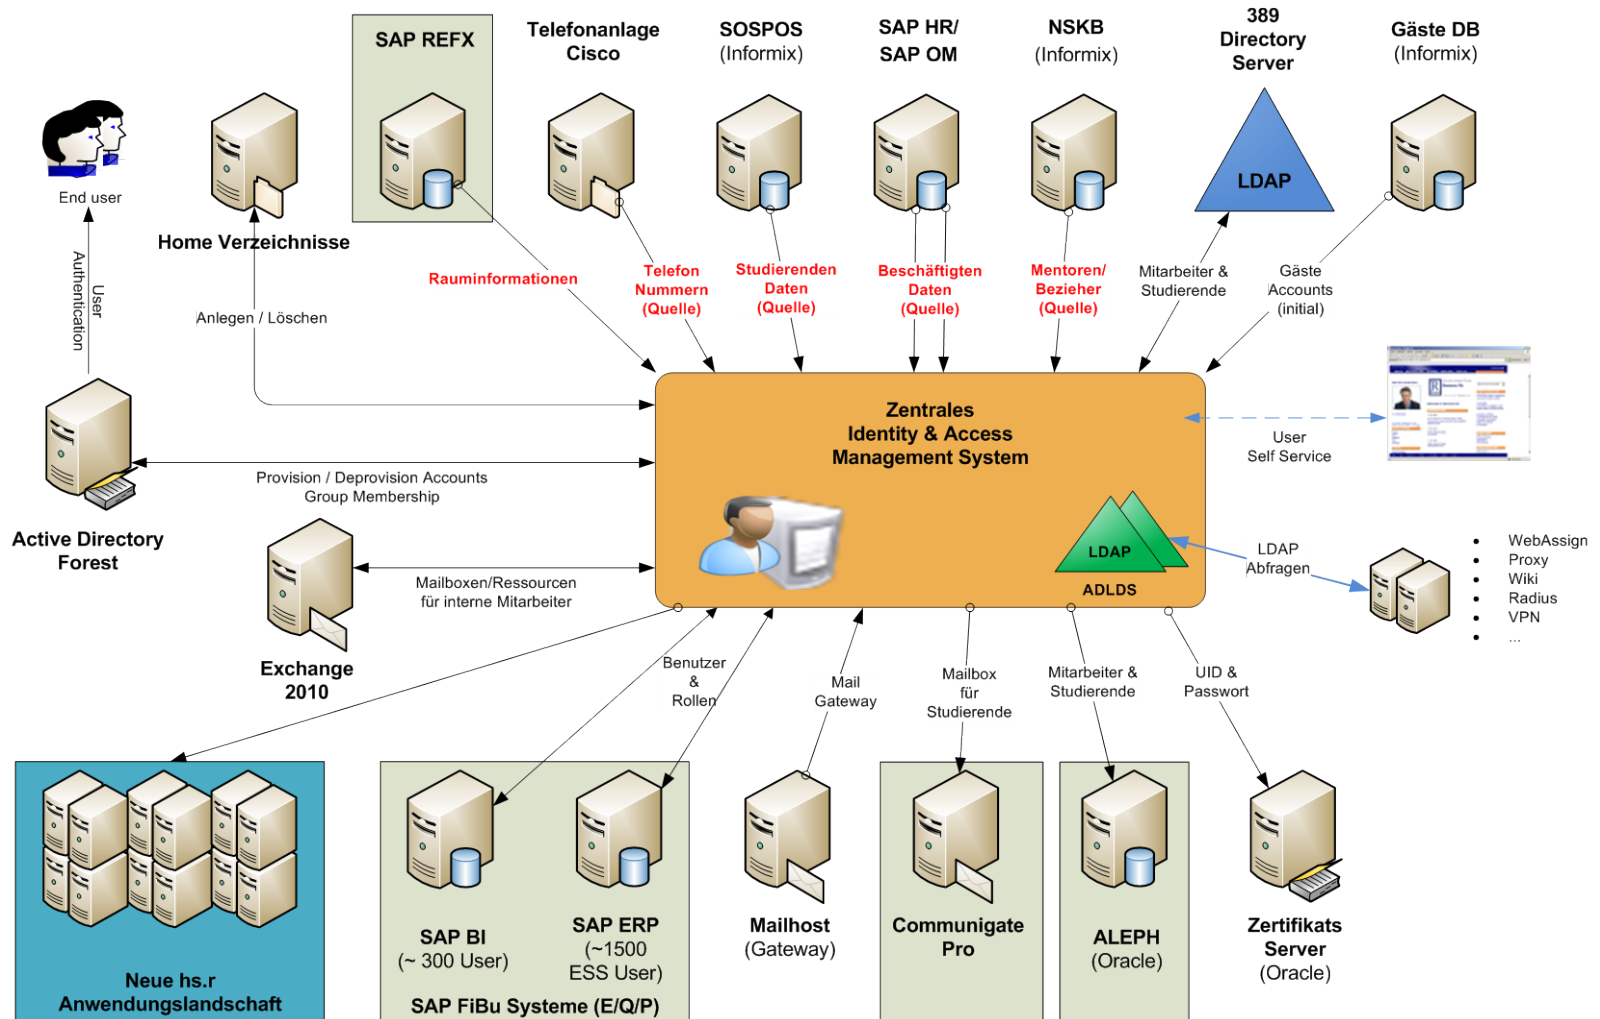 SAP REFX
Telefonanlage
Cisco
SOSPOS
(Informix)
SAP HR/
SAP OM
NSKB
(Informix)
389
Directory
Server
Gäste DB
(Informix)
End user
LDAP
Home Verzeichnisse
User
Authentication
Rauminformationen
Telefon
Nummern
(Quelle)
Studierenden
Daten
(Quelle)
Beschäftigten
Daten
(Quelle)
Mentoren/
Bezieher
(Quelle)
Mitarbeiter &
Studierende
Gäste
Accounts
(initial)
Anlegen / Löschen
Zentrales
Identity & Access
Management System
User
Self Service
Provision / Deprovision Accounts
Group Membership
Active Directory
Forest
Mailboxen/Ressourcen
für interne Mitarbeiter
LDAP
ADLDS
LDAP
Abfragen
• WebAssign
• Proxy
• Wiki
• Radius
• VPN
• ...
Exchange
2010
Benutzer
&
Rollen
Mail
Gateway
Mailbox
für
Studierende
Mitarbeiter &
Studierende
UID &
Passwort
Neue hs.r
Anwendungslandschaft
SAP BI
(~ 300 User)
SAP ERP
(~1500
ESS User)
SAP FiBu Systeme (E/Q/P)
Mailhost
(Gateway)
Communigate
Pro
ALEPH
(Oracle)
Zertifikats
Server
(Oracle)